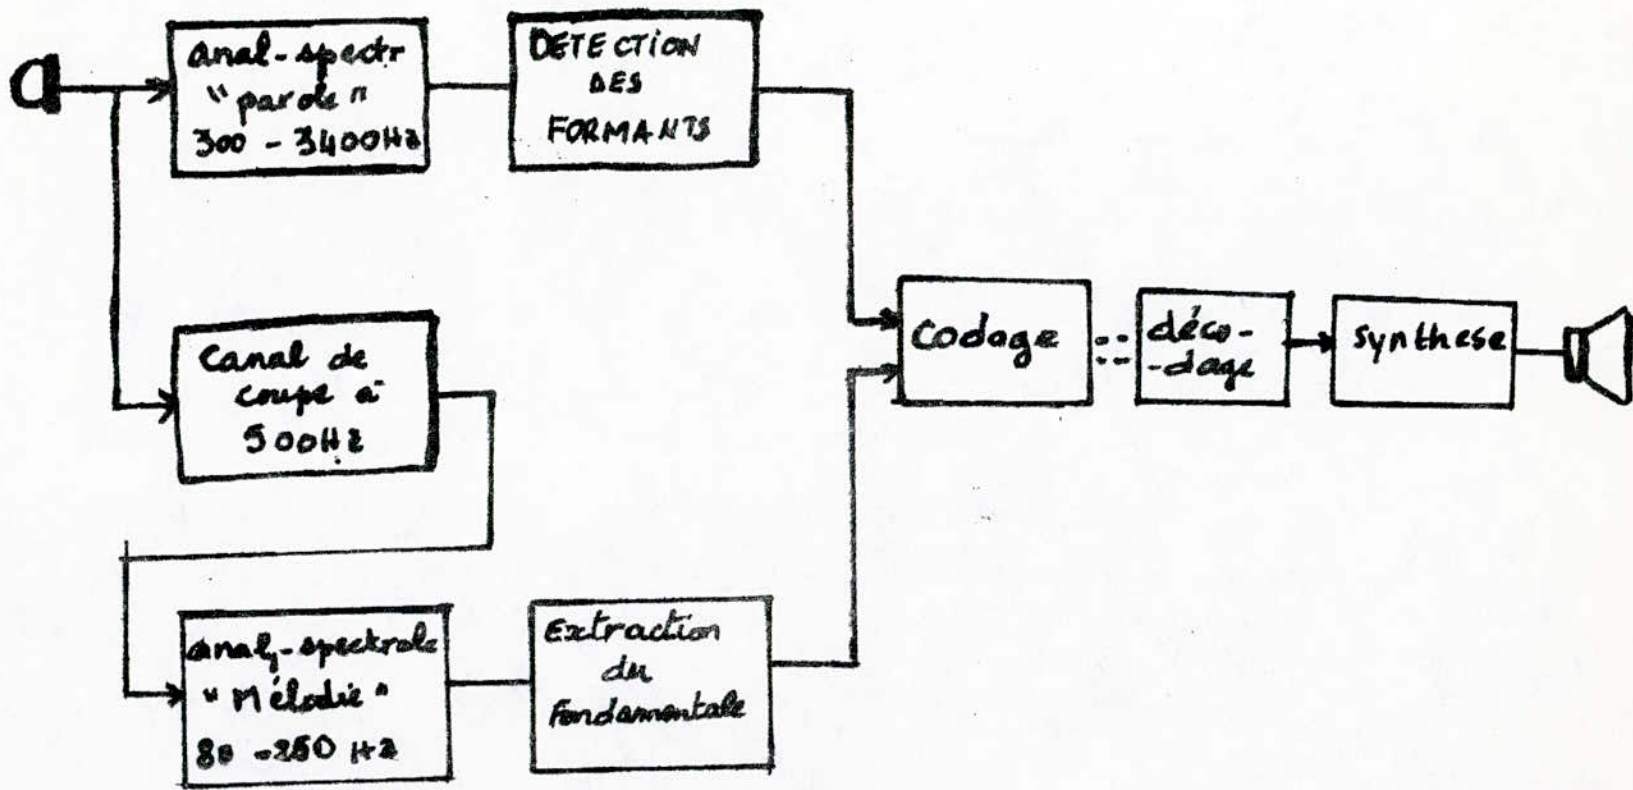 anal-spectr
"parole"
300 - 3400Hz
DETECTION
DES
FORMANTS
Canal de
coupe à
500Hz
anal,-spectrale
"Mélodie"
80 -250 Hz
Extraction
du
Fondamentale
Codage
déco-
-dage
synthese